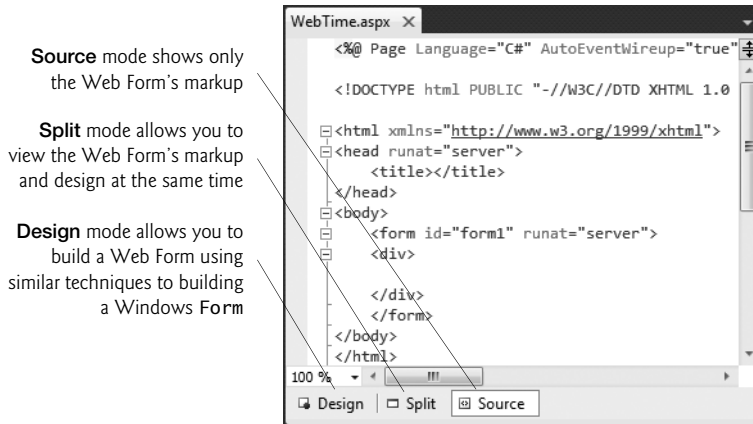 Source mode shows only
the Web Form's markup
Split mode allows you to
view the Web Form's markup
and design at the same time
Design mode allows you to
build a Web Form using
similar techniques to building
a Windows Form
WebTime.aspx
<%@ Page Language="C#" AutoEventWireup="true"
<!DOCTYPE html PUBLIC "-//W3C//DTD XHTML 1.0
<html xmlns="http://www.w3.org/1999/xhtml">
<head runat="server">
<title></title>
</head>
<body>
<form id="form1" runat="server">
<div>
</div>
</form>
</body>
</html>
100 %
Design Split Source